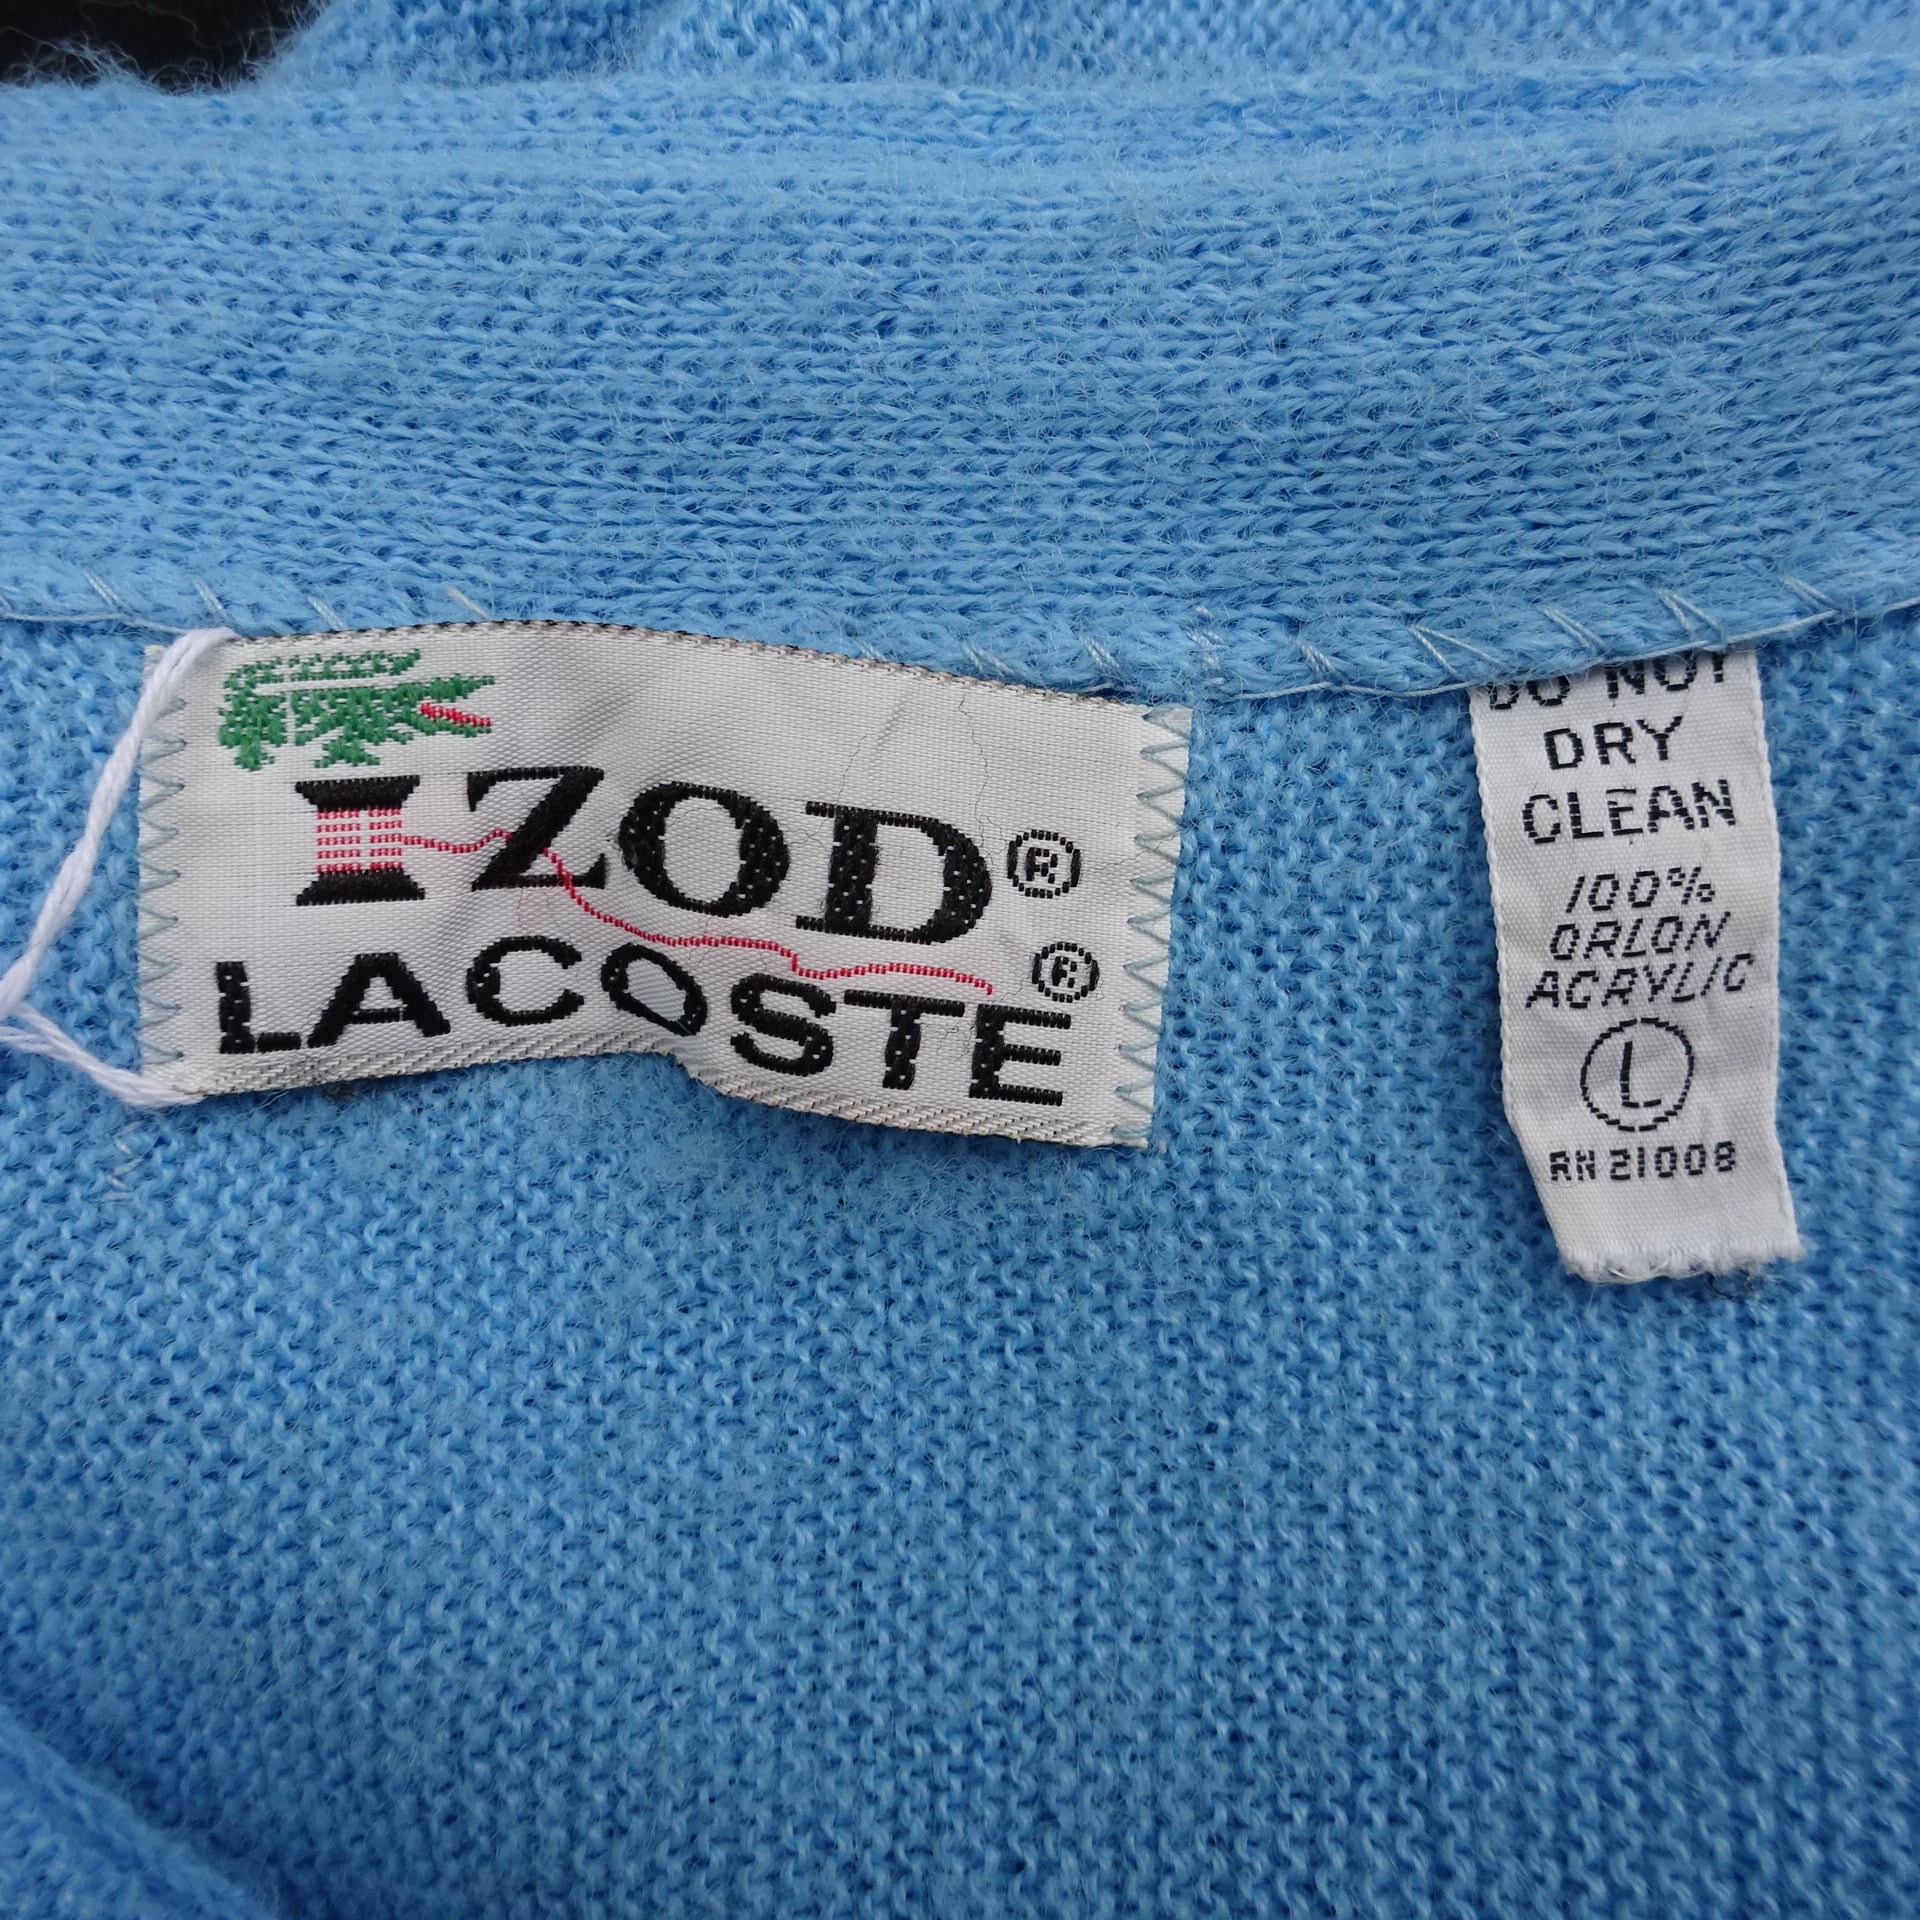 IZOD®
LACOSTE®
DO NOT
DRY
CLEAN
100%
ORLON
ACRYLIC
L
RN 21008